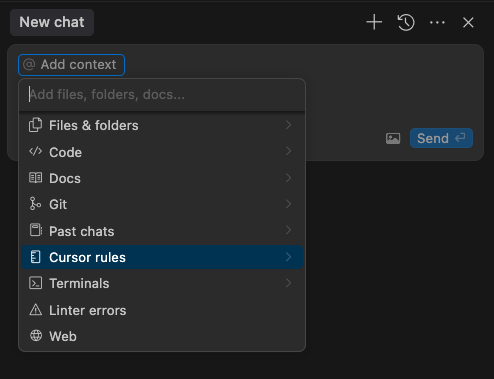 New chat
@ Add context
Add files, folders, docs...
Files & folders
Code
Docs
Send
Git
Past chats
Cursor rules
Terminals
Linter errors
Web